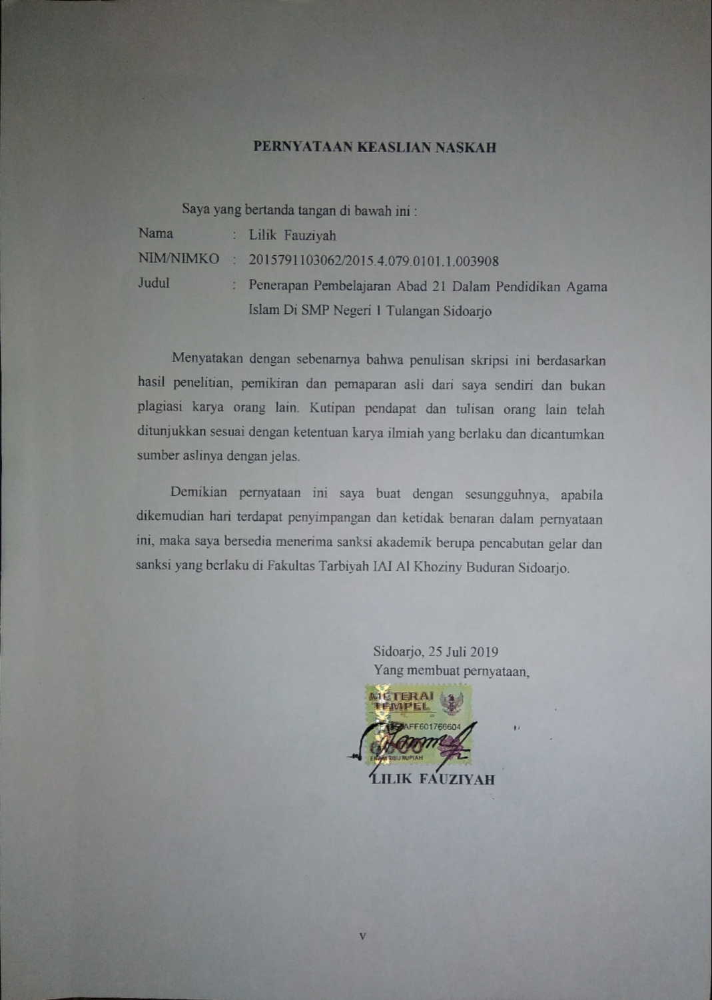 PERNYATAAN KEASLIAN NASKAH
Saya yang bertanda tangan di bawah ini :
Nama : Lilik Fauziyah
NIM/NIMKO : 2015791103062/2015.4.079.0101.1.003908
Judul : Penerapan Pembelajaran Abad 21 Dalam Pendidikan Agama
Islam Di SMP Negeri 1 Tulangan Sidoarjo
Menyatakan dengan sebenarnya bahwa penulisan skripsi ini berdasarkan
hasil penelitian, pemikiran dan pemaparan asli dari saya sendiri dan bukan
plagiasi karya orang lain. Kutipan pendapat dan tulisan orang lain telah
ditunjukkan sesuai dengan ketentuan karya ilmiah yang berlaku dan dicantumkan
sumber aslinya dengan jelas.
Demikian pernyataan ini saya buat dengan sesungguhnya, apabila
dikemudian hari terdapat penyimpangan dan ketidak benaran dalam pernyataan
ini, maka saya bersedia menerima sanksi akademik berupa pencabutan gelar dan
sanksi yang berlaku di Fakultas Tarbiyah IAI Al Khoziny Buduran Sidoarjo.
Sidoarjo, 25 Juli 2019
Yang membuat pernyataan,
METERAI
TEMPEL
AFF601766604
6000
ENAM RIBU RUPIAH
LILIK FAUZIYAH
v